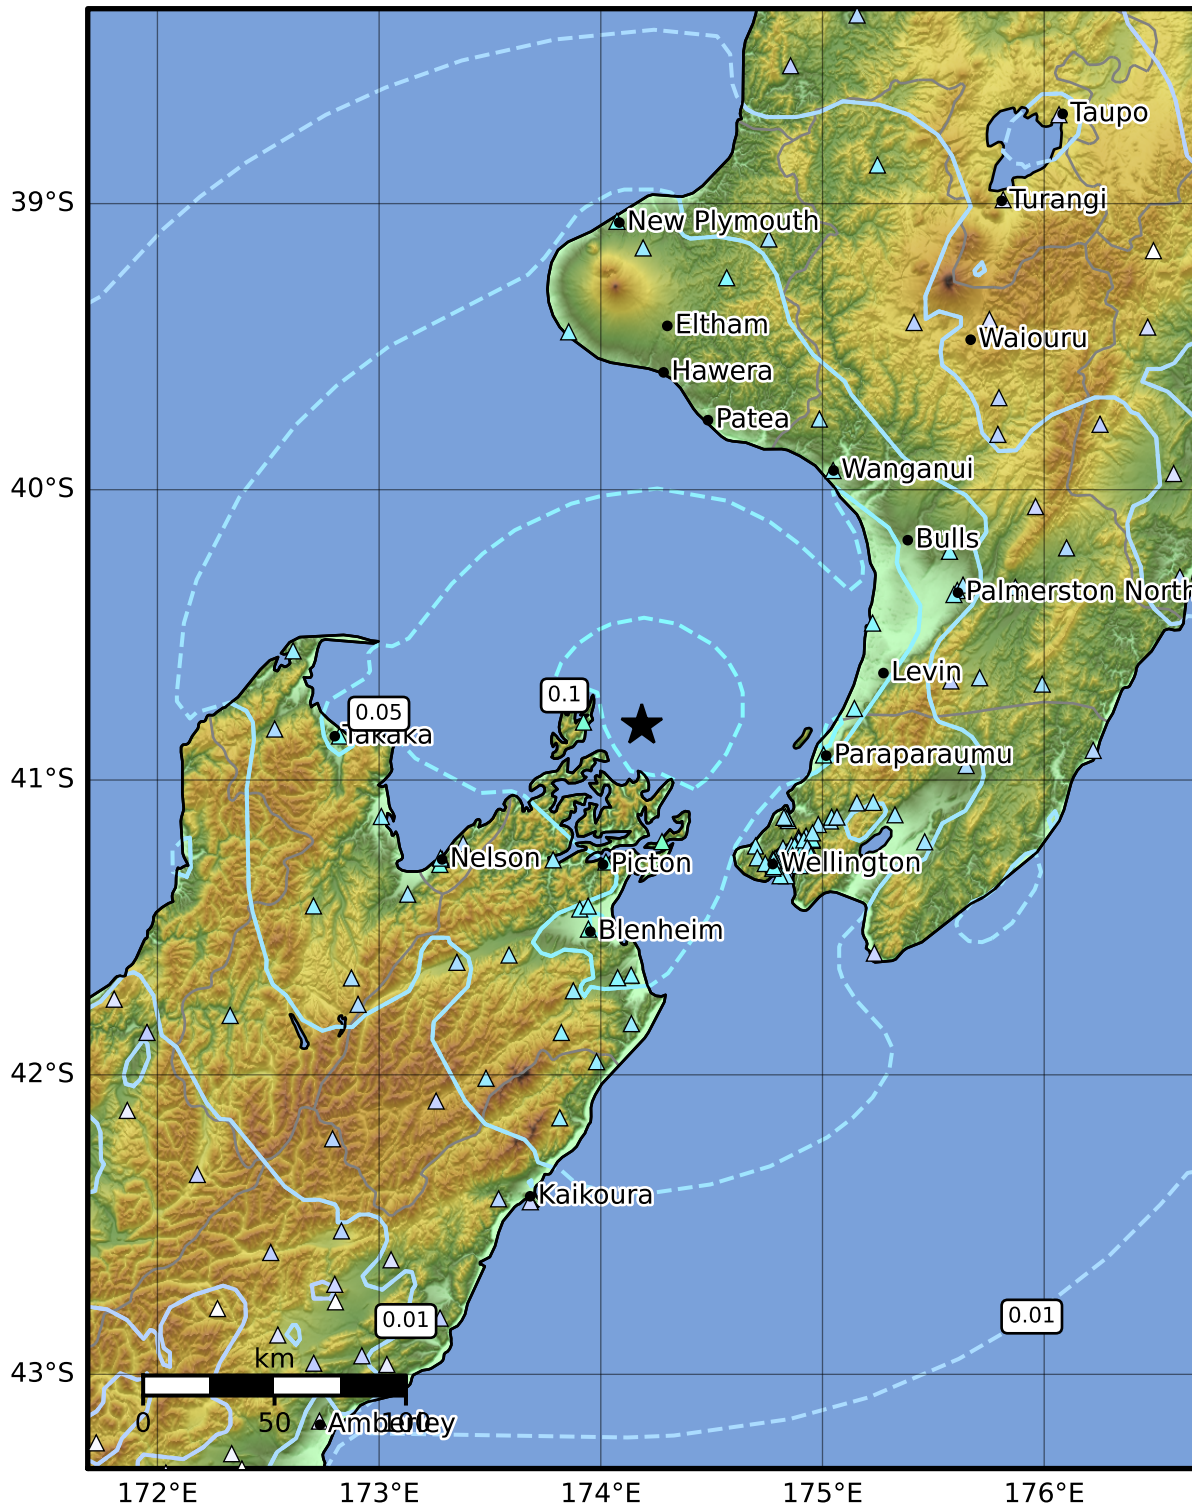 Taupo
39°S
Turangi
New Plymouth
Eltham
Waiouru
Hawera
Patea
Wanganui
40°S
Bulls
Palmerston North
Levin
0.1
0.05
Takaka
Paraparaumu
41°S
Nelson
Picton
Wellington
Blenheim
42°S
Kaikoura
0.01
0.01
km
43°S
0
50
100
Amberley
172°E
173°E
174°E
175°E
176°E